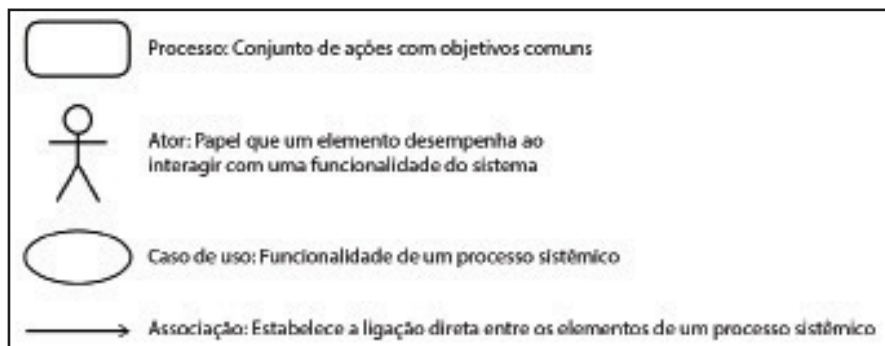 Processo: Conjunto de ações com objetivos comuns
Ator: Papel que um elemento desempenha ao
interagir com uma funcionalidade do sistema
Caso de uso: Funcionalidade de um processo sistêmico
Associação: Estabelece a ligação direta entre os elementos de um processo sistêmico